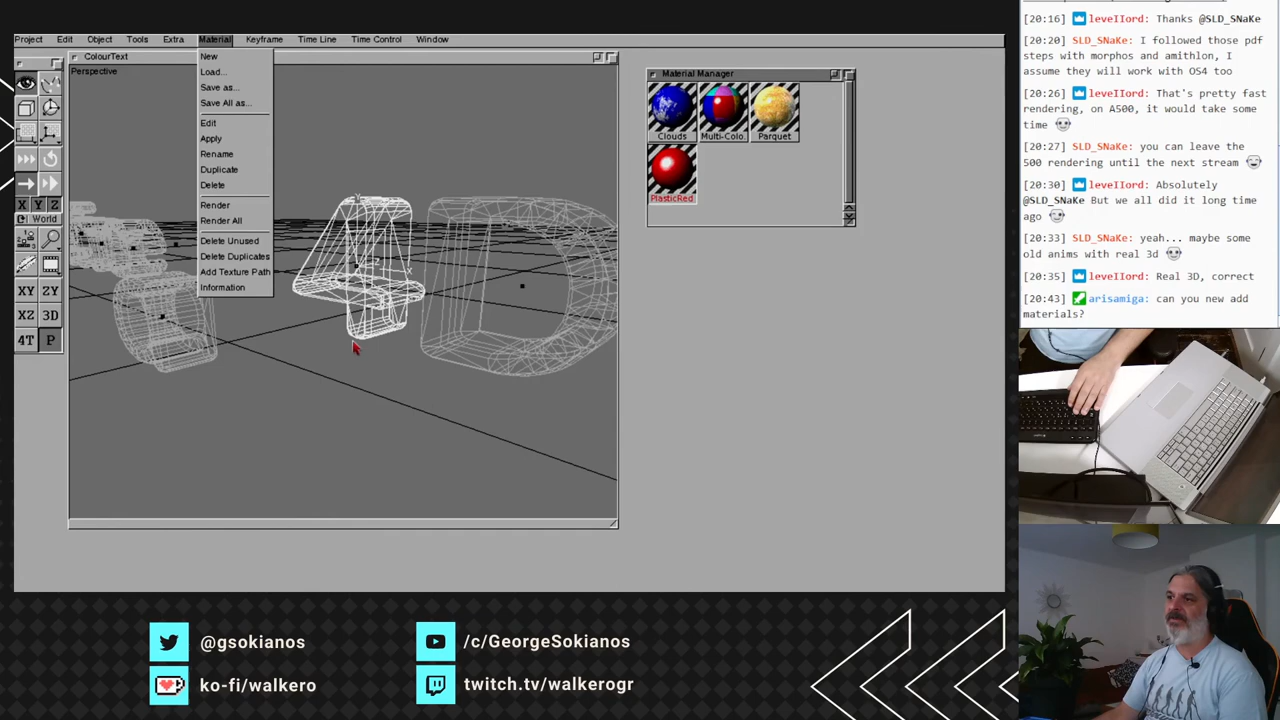 Project Edit Object Tools Extra Material Keyframe Time Line Time Control Window
ColourText
Perspective
New
Load...
Save as...
Save All as...
Edit
Apply
Rename
Duplicate
Delete
Render
Render All
Delete Unused
Delete Duplicates
Add Texture Path
Information
X Y Z
World
XY ZY
XZ 3D
4T P
Y
Z
X
Material Manager
Clouds Multi-Colo. Parquet
PlasticRed
[20:16] levelIord: Thanks @SLD_SNaKe
[20:20] SLD_SNaKe: I followed those pdf
steps with morphos and amithlon, I
assume they will work with OS4 too
[20:26] levelIord: That's pretty fast
rendering, on A500, it would take some
time
[20:27] SLD_SNaKe: you can leave the
500 rendering until the next stream
[20:30] levelIord: Absolutely
@SLD_SNaKe But we all did it long time
ago
[20:33] SLD_SNaKe: yeah... maybe some
old anims with real 3d
[20:35] levelIord: Real 3D, correct
[20:43] arisamiga: can you new add
materials?
@gsokianos
/c/GeorgeSokianos
ko-fi/walkero
twitch.tv/walkerogr